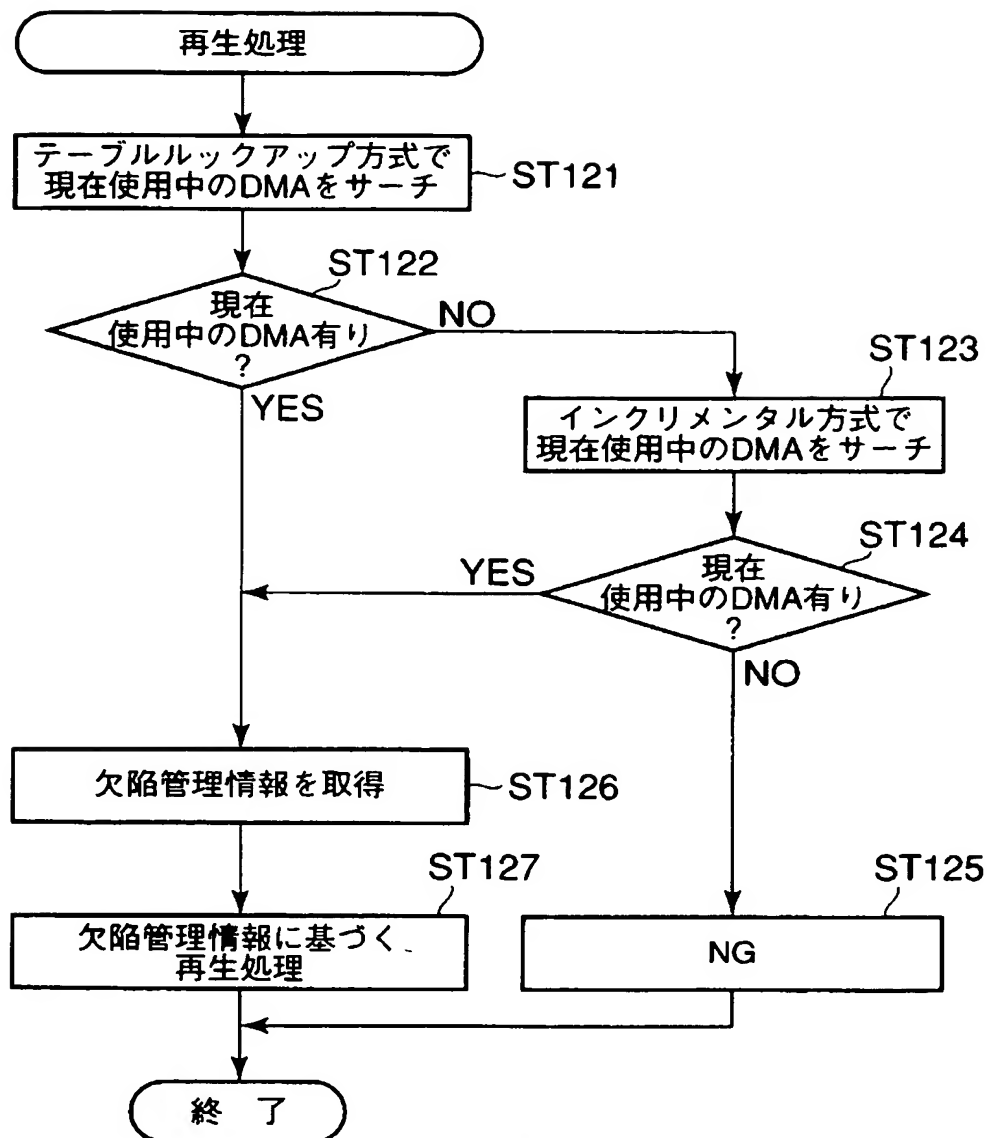 再生処理
テーブルルックアップ方式で
現在使用中のDMAをサーチ
ST121
ST122
現在
使用中のDMA有り
?
NO
YES
ST123
インクリメンタル方式で
現在使用中のDMAをサーチ
ST124
現在
使用中のDMA有り
?
YES
NO
欠陥管理情報を取得
ST126
ST127
欠陥管理情報に基づく
再生処理
ST125
NG
終 了